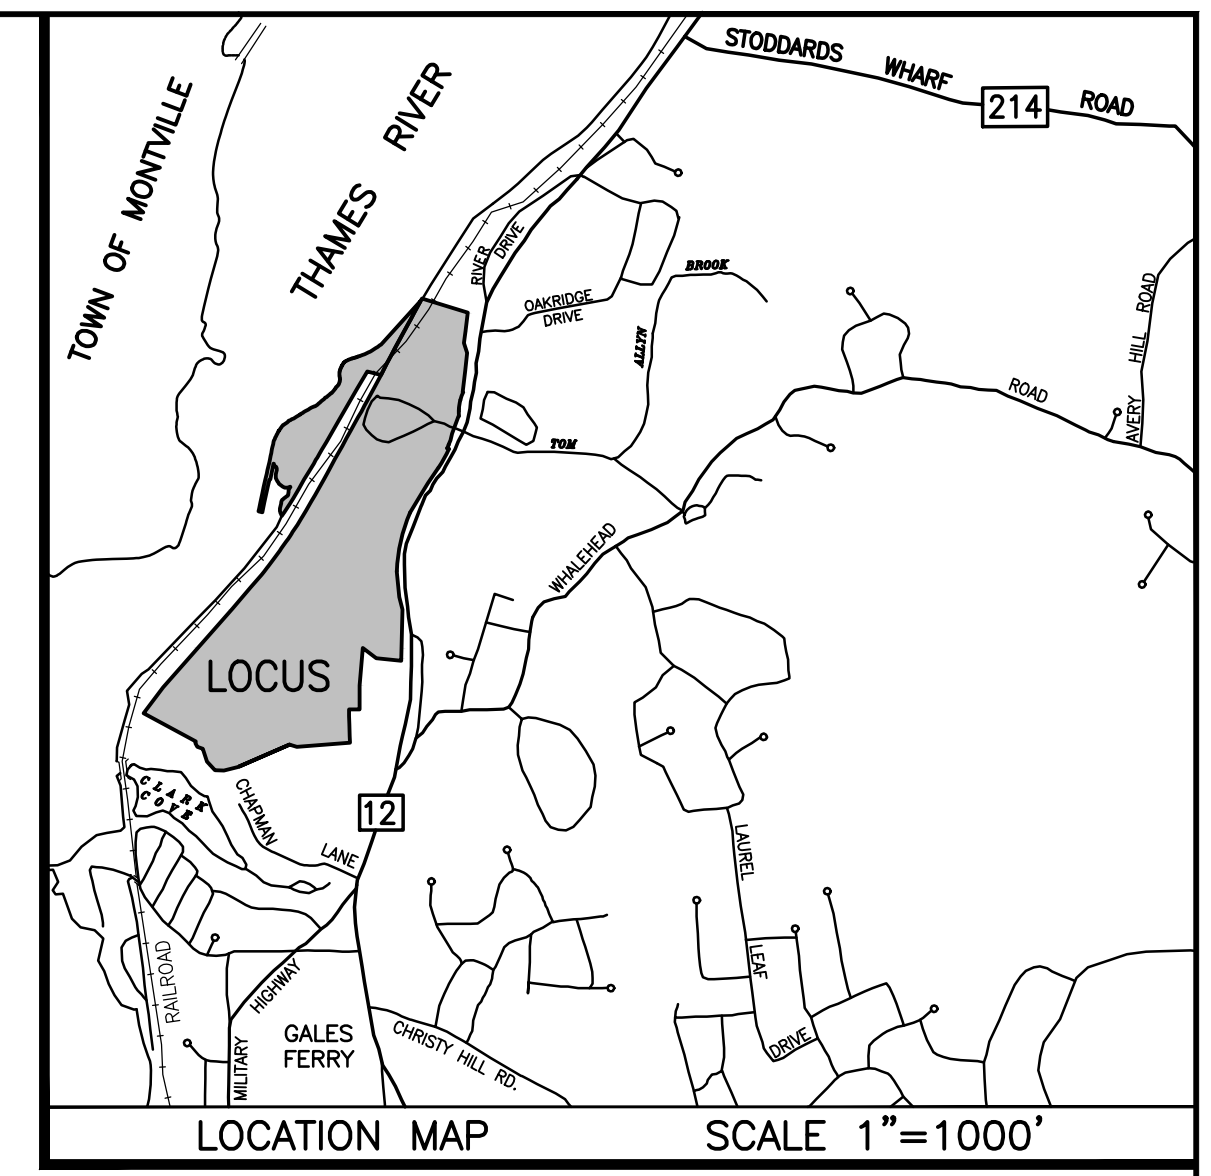 STODDARDS WHARF ROAD
214
TOWN OF MONTVILLE
THAMES RIVER
RIVER DRIVE
BROOK
ALLYN
OAKRIDGE
DRIVE
TOM
AVERY HILL ROAD
WHALEHEAD ROAD
LOCUS
CLARK
COVE
CHAPMAN LANE
12
LAUREL LEAF DRIVE
RAILROAD
MILITARY HIGHWAY
GALES
FERRY
CHRISTY HILL RD.
LOCATION MAP
SCALE 1"=1000'